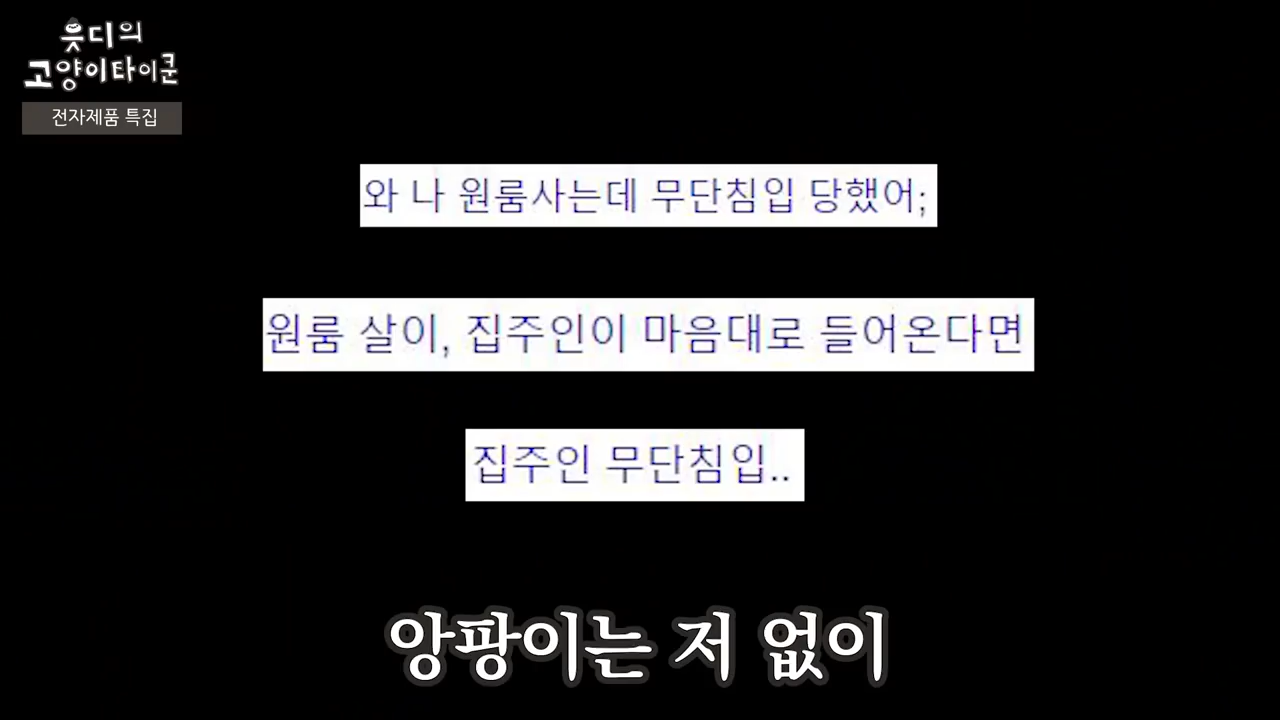 읏디의
고양이타이쿤
전자제품 특집
와 나 원룸사는데 무단침입 당했어;
원룸 살이, 집주인이 마음대로 들어온다면
집주인 무단침입..
앙팡이는 저 없이